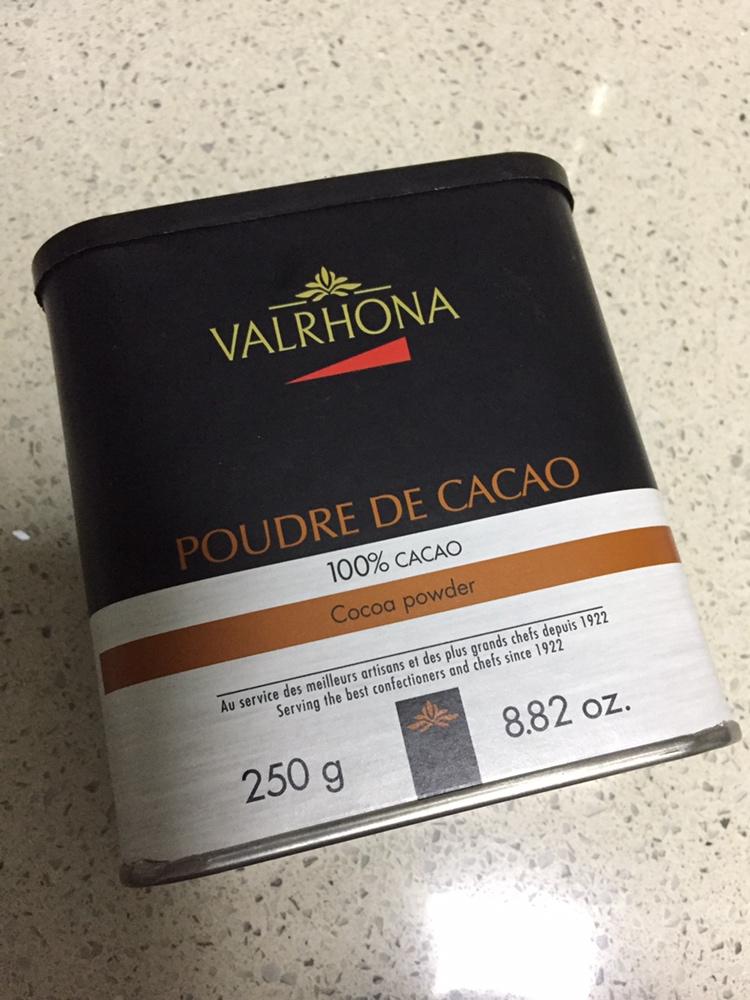 VALRHONA
POUDRE DE CACAO
100% CACAO
Cocoa powder
Au service des meilleurs artisans et des plus grands chefs depuis 1922
Serving the best confectioners and chefs since 1922
250 g
8.82 oz.